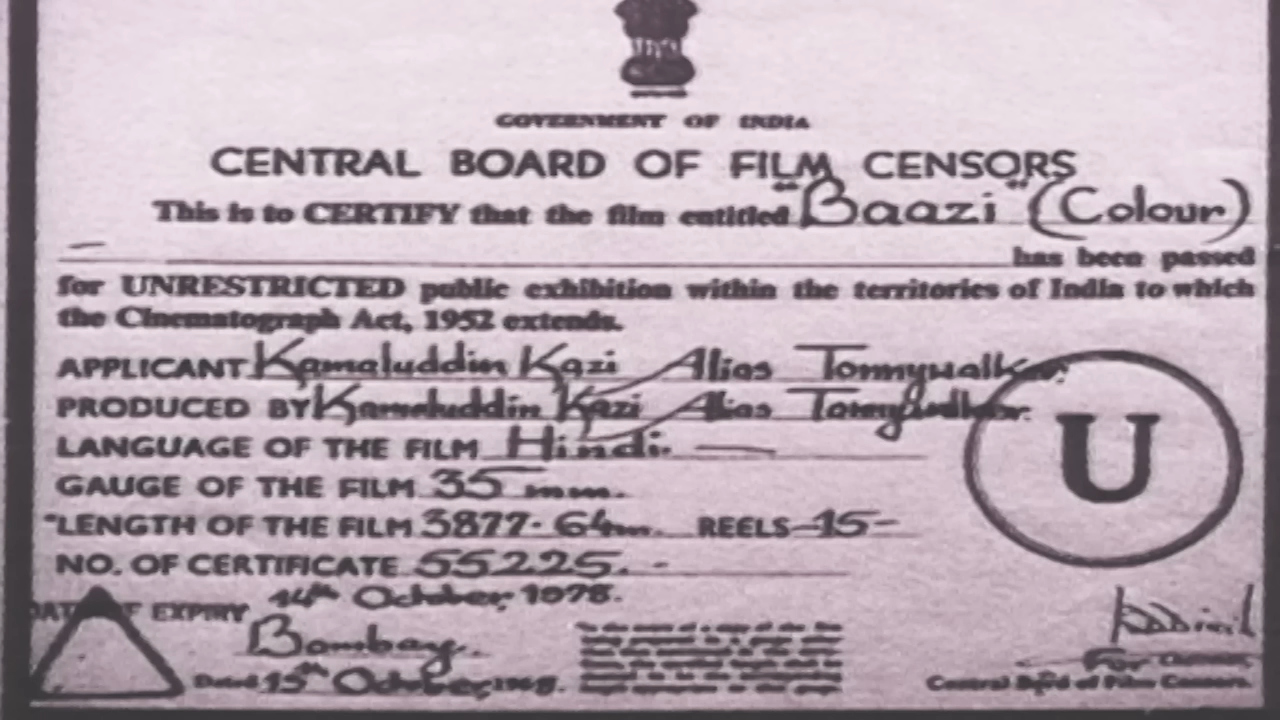 GOVERNMENT OF INDIA
CENTRAL BOARD OF FILM CENSORS
This is to CERTIFY that the film entitled "Baazi" (Colour)
has been passed
for UNRESTRICTED public exhibition within the territories of India to which
the Cinematograph Act, 1952 extends.
APPLICANT Kamaluddin Kazi Alias Tommywalker
PRODUCED BY Kamaluddin Kazi Alias
LANGUAGE OF THE FILM Hindi.
GAUGE OF THE FILM 35 mm.
*LENGTH OF THE FILM 3877.64m. REELS -15-
NO. OF CERTIFICATE 55225.
DATE OF EXPIRY 14th October, 1978.
Bombay.
Dated 15th October,
U
For Chairman,
Central Board of Film Censors.